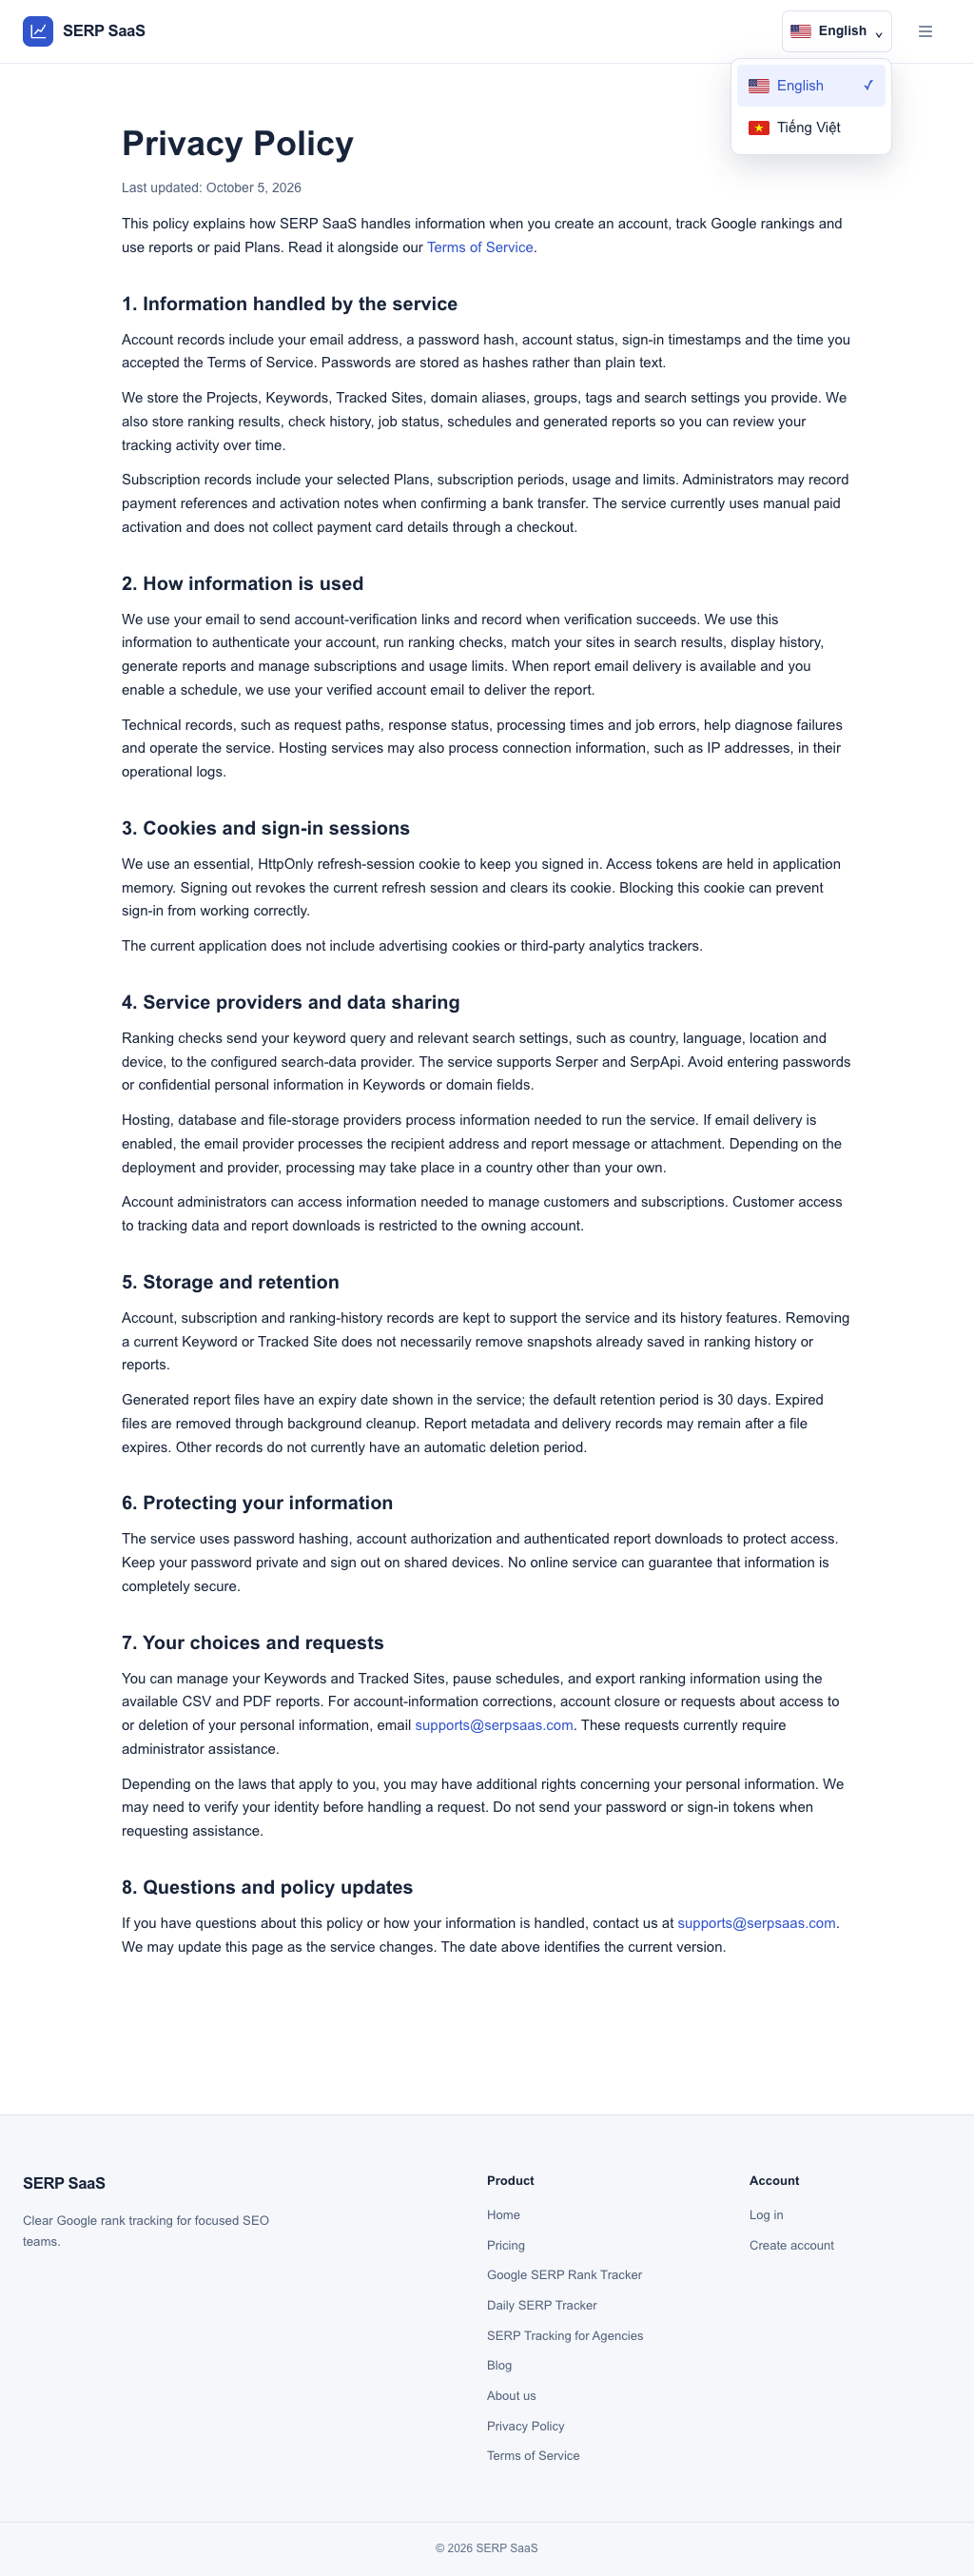 SERP SaaS
English
English
Tiếng Việt
Privacy Policy
Last updated: October 5, 2026
This policy explains how SERP SaaS handles information when you create an account, track Google rankings and
use reports or paid Plans. Read it alongside our Terms of Service.
1. Information handled by the service
Account records include your email address, a password hash, account status, sign-in timestamps and the time you
accepted the Terms of Service. Passwords are stored as hashes rather than plain text.
We store the Projects, Keywords, Tracked Sites, domain aliases, groups, tags and search settings you provide. We
also store ranking results, check history, job status, schedules and generated reports so you can review your
tracking activity over time.
Subscription records include your selected Plans, subscription periods, usage and limits. Administrators may record
payment references and activation notes when confirming a bank transfer. The service currently uses manual paid
activation and does not collect payment card details through a checkout.
2. How information is used
We use your email to send account-verification links and record when verification succeeds. We use this
information to authenticate your account, run ranking checks, match your sites in search results, display history,
generate reports and manage subscriptions and usage limits. When report email delivery is available and you
enable a schedule, we use your verified account email to deliver the report.
Technical records, such as request paths, response status, processing times and job errors, help diagnose failures
and operate the service. Hosting services may also process connection information, such as IP addresses, in their
operational logs.
3. Cookies and sign-in sessions
We use an essential, HttpOnly refresh-session cookie to keep you signed in. Access tokens are held in application
memory. Signing out revokes the current refresh session and clears its cookie. Blocking this cookie can prevent
sign-in from working correctly.
The current application does not include advertising cookies or third-party analytics trackers.
4. Service providers and data sharing
Ranking checks send your keyword query and relevant search settings, such as country, language, location and
device, to the configured search-data provider. The service supports Serper and SerpApi. Avoid entering passwords
or confidential personal information in Keywords or domain fields.
Hosting, database and file-storage providers process information needed to run the service. If email delivery is
enabled, the email provider processes the recipient address and report message or attachment. Depending on the
deployment and provider, processing may take place in a country other than your own.
Account administrators can access information needed to manage customers and subscriptions. Customer access
to tracking data and report downloads is restricted to the owning account.
5. Storage and retention
Account, subscription and ranking-history records are kept to support the service and its history features. Removing
a current Keyword or Tracked Site does not necessarily remove snapshots already saved in ranking history or
reports.
Generated report files have an expiry date shown in the service; the default retention period is 30 days. Expired
files are removed through background cleanup. Report metadata and delivery records may remain after a file
expires. Other records do not currently have an automatic deletion period.
6. Protecting your information
The service uses password hashing, account authorization and authenticated report downloads to protect access.
Keep your password private and sign out on shared devices. No online service can guarantee that information is
completely secure.
7. Your choices and requests
You can manage your Keywords and Tracked Sites, pause schedules, and export ranking information using the
available CSV and PDF reports. For account-information corrections, account closure or requests about access to
or deletion of your personal information, email supports@serpsaas.com. These requests currently require
administrator assistance.
Depending on the laws that apply to you, you may have additional rights concerning your personal information. We
may need to verify your identity before handling a request. Do not send your password or sign-in tokens when
requesting assistance.
8. Questions and policy updates
If you have questions about this policy or how your information is handled, contact us at supports@serpsaas.com.
We may update this page as the service changes. The date above identifies the current version.
SERP SaaS
Clear Google rank tracking for focused SEO
teams.
Product
Home
Pricing
Google SERP Rank Tracker
Daily SERP Tracker
SERP Tracking for Agencies
Blog
About us
Privacy Policy
Terms of Service
Account
Log in
Create account
© 2026 SERP SaaS